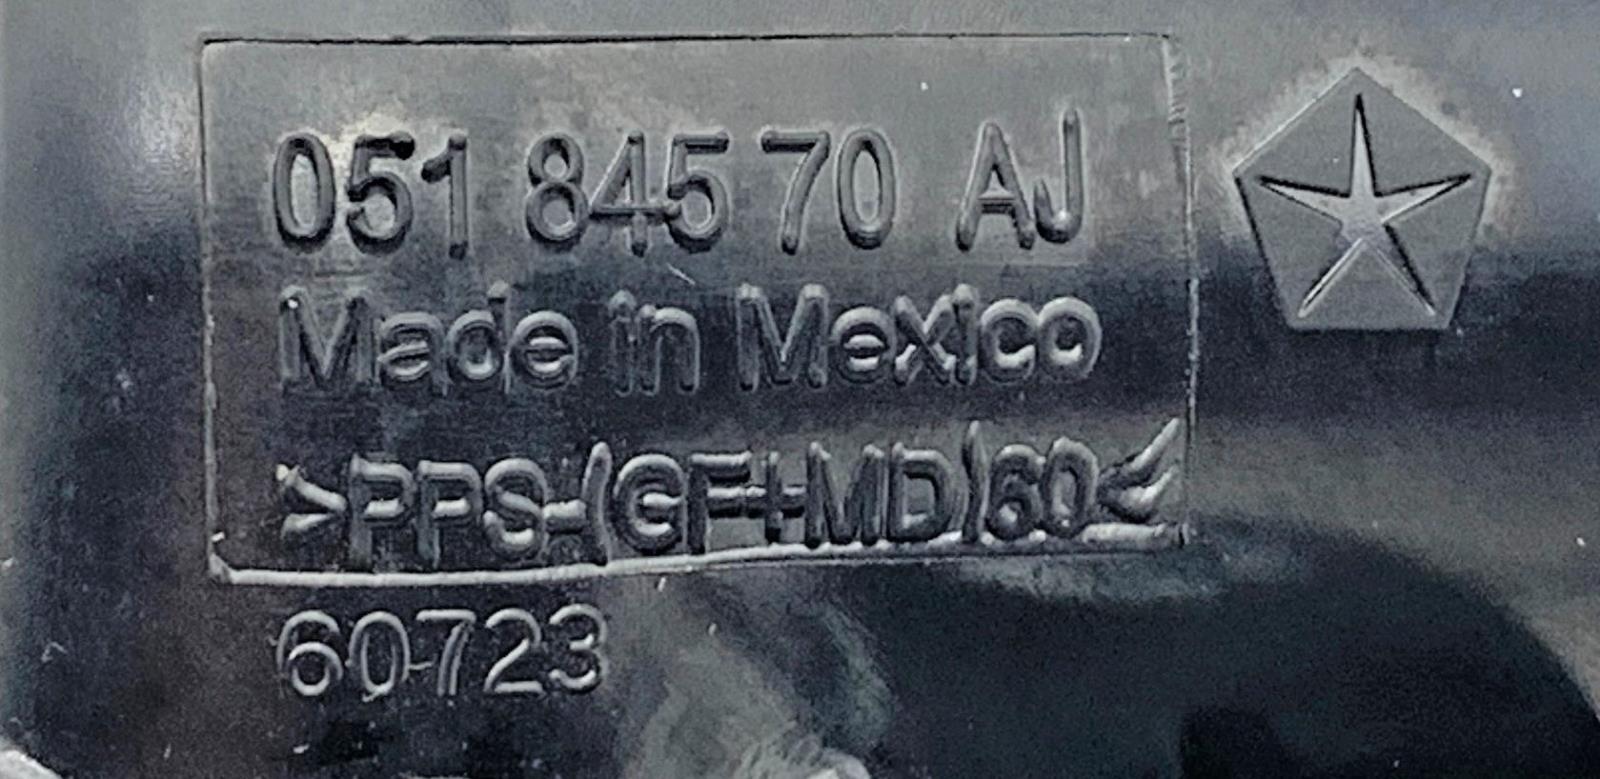 051 845 70 AJ
Made in Mexico
>PPS-(GF+MD)60<
60723